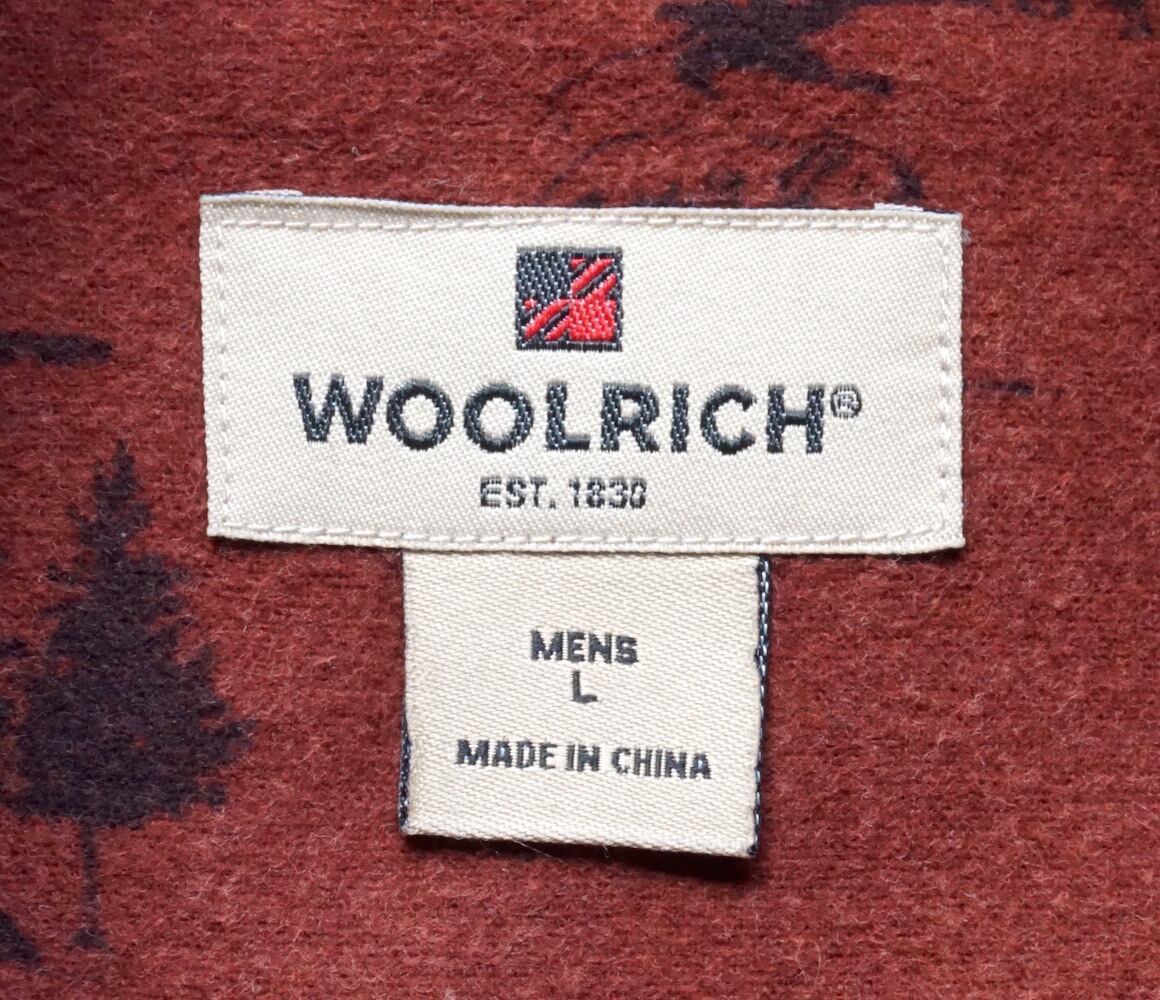 WOOLRICH®
EST. 1830
MENS
L
MADE IN CHINA